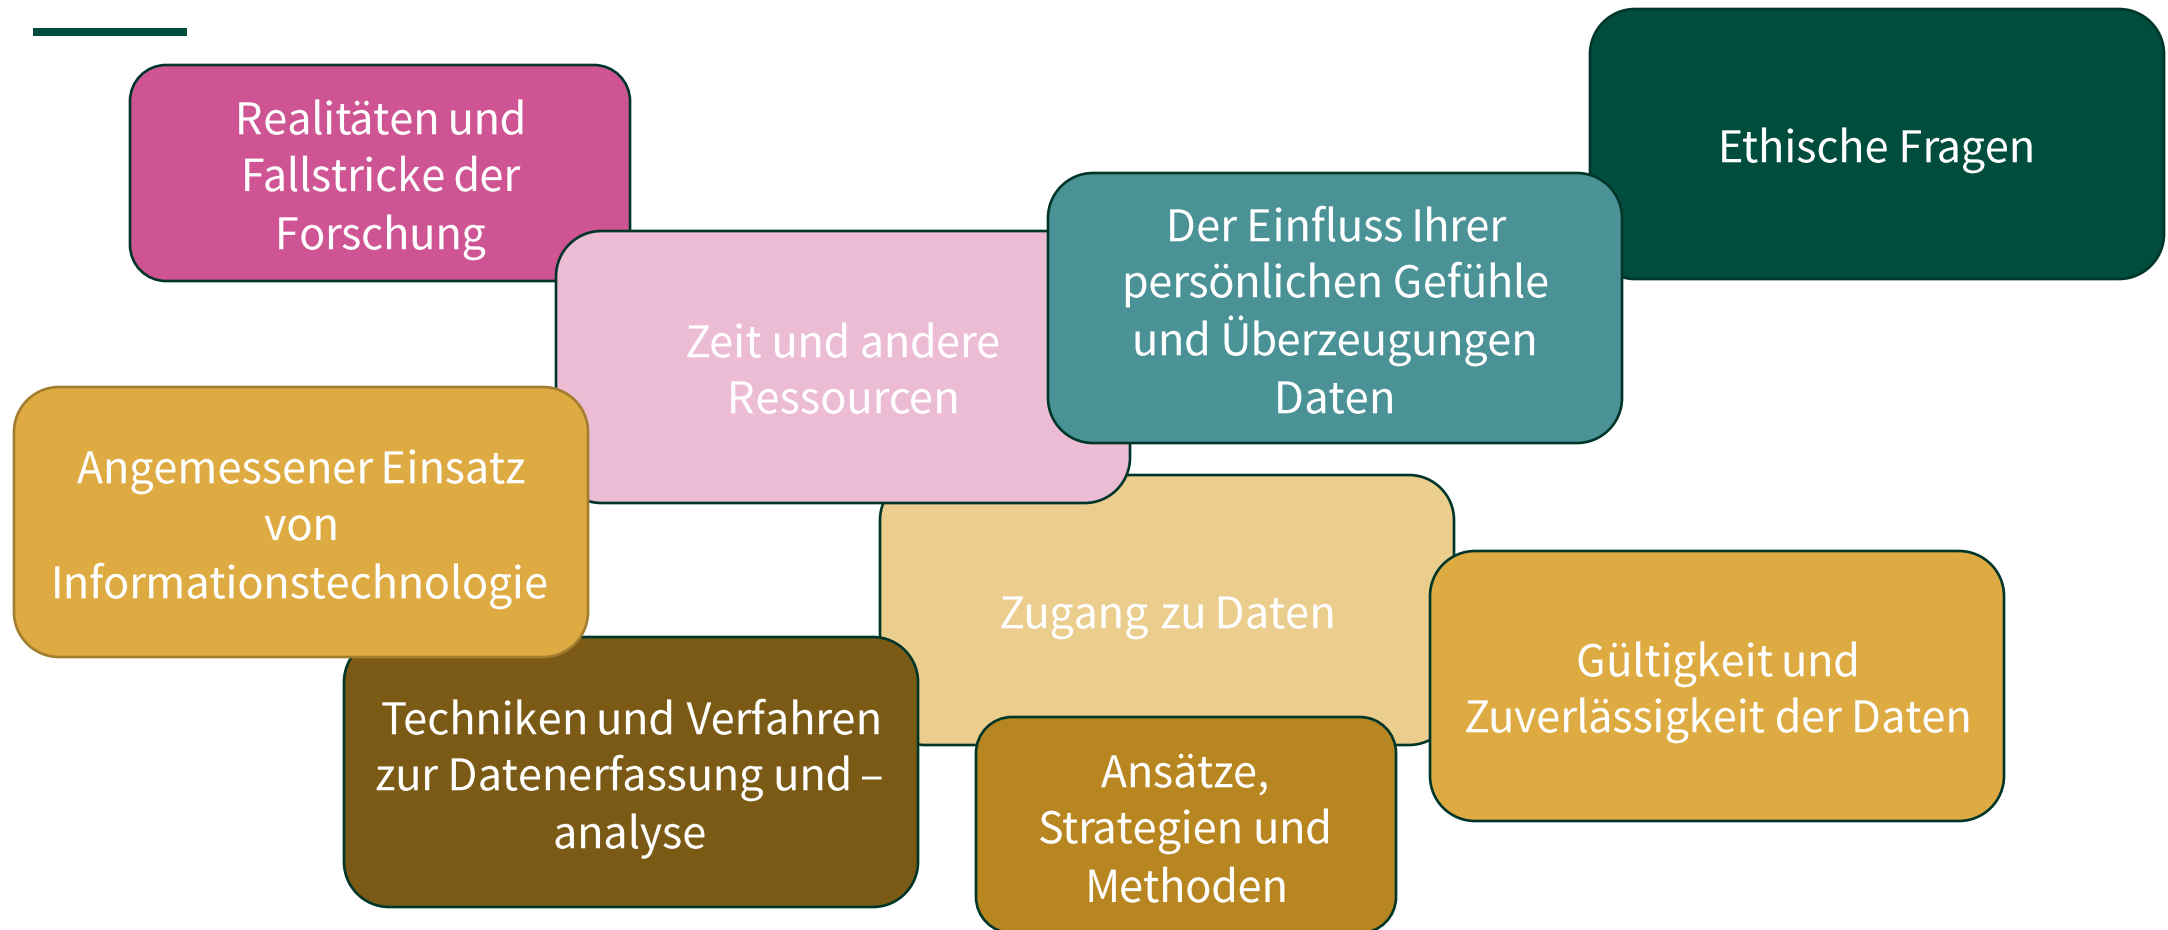 Realitäten und
Fallstricke der
Forschung
Ethische Fragen
Der Einfluss Ihrer
persönlichen Gefühle
und Überzeugungen
Daten
Zeit und andere
Ressourcen
Angemessener Einsatz
von
Informationstechnologie
Zugang zu Daten
Gültigkeit und
Zuverlässigkeit der Daten
Techniken und Verfahren
zur Datenerfassung und –
analyse
Ansätze,
Strategien und
Methoden